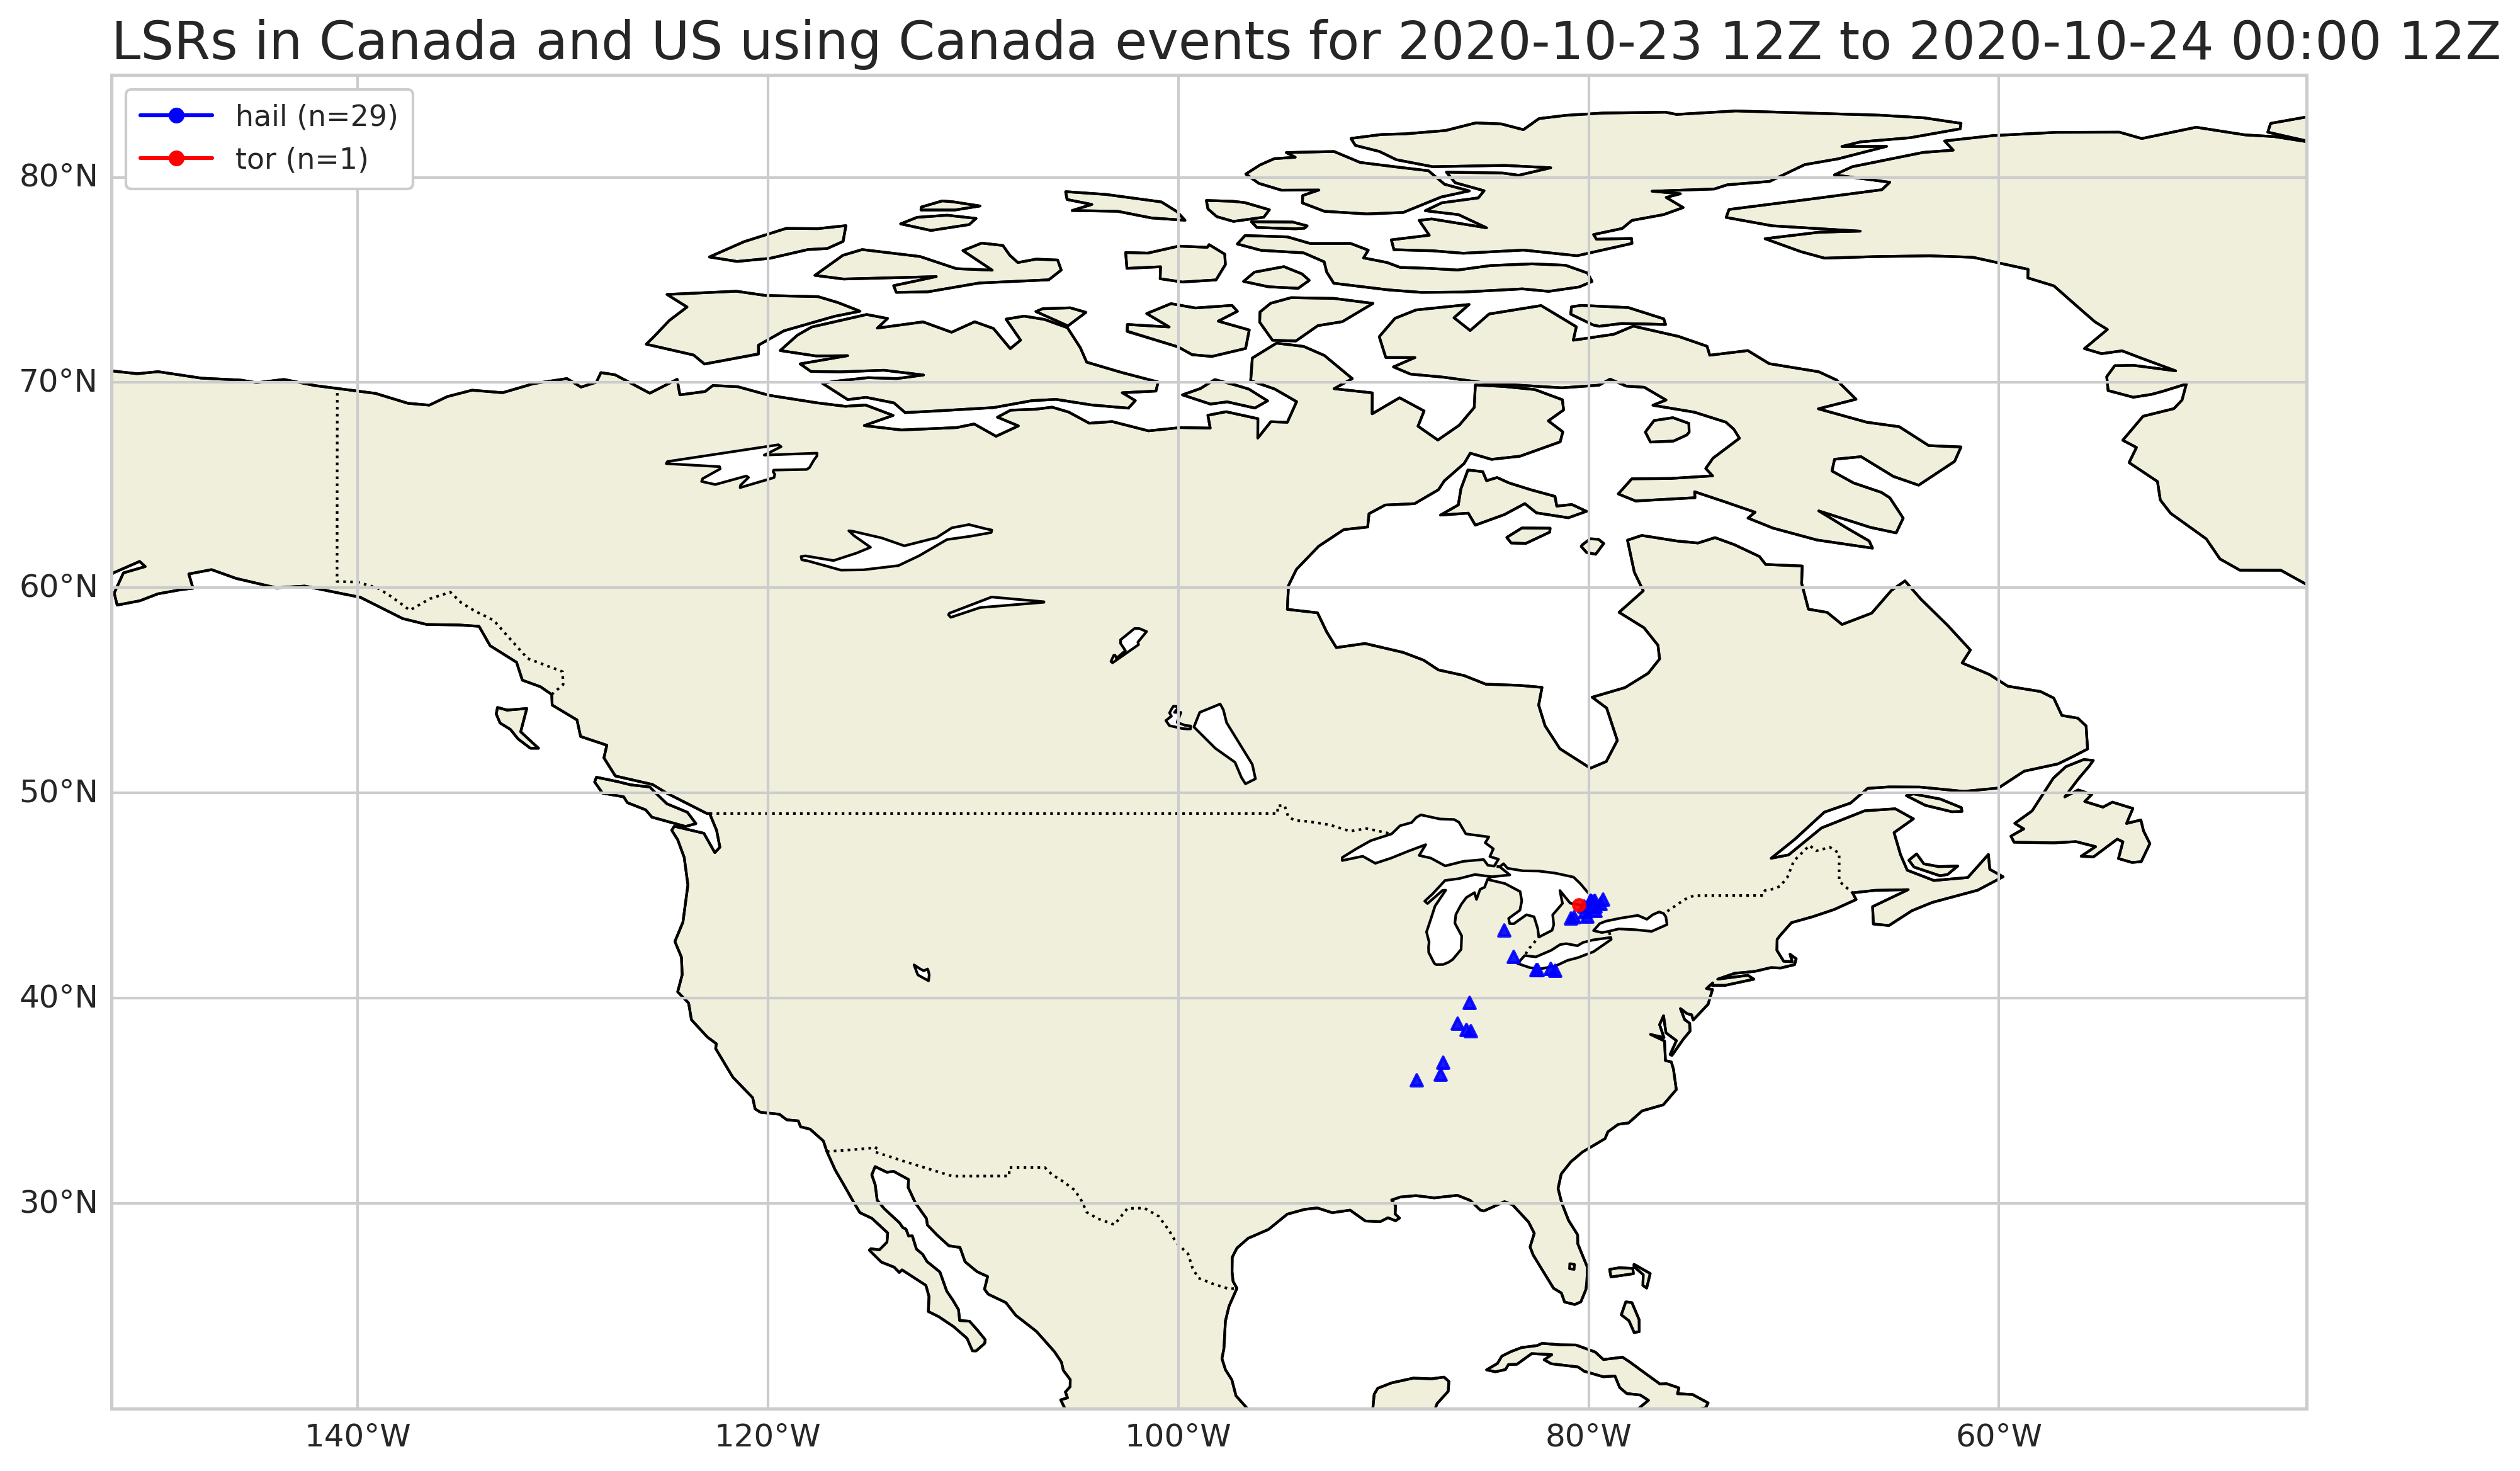 LSRs in Canada and US using Canada events for 2020-10-23 12Z to 2020-10-24 00:00 12Z
hail (n=29)
tor (n=1)
80°N
70°N
60°N
50°N
40°N
30°N
140°W
120°W
100°W
80°W
60°W